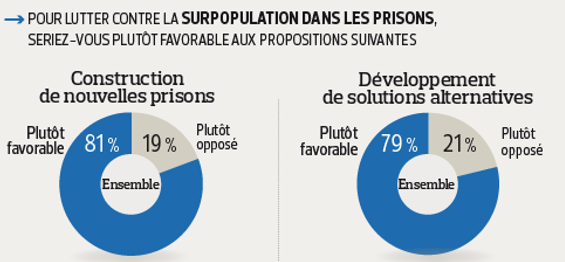 → POUR LUTTER CONTRE LA SURPOPULATION DANS LES PRISONS,
SERIEZ-VOUS PLUTÔT FAVORABLE AUX PROPOSITIONS SUIVANTES
Construction
de nouvelles prisons
Plutôt
favorable
81 %
19 %
Plutôt
opposé
Ensemble
Développement
de solutions alternatives
Plutôt
favorable
79 %
21 %
Plutôt
opposé
Ensemble